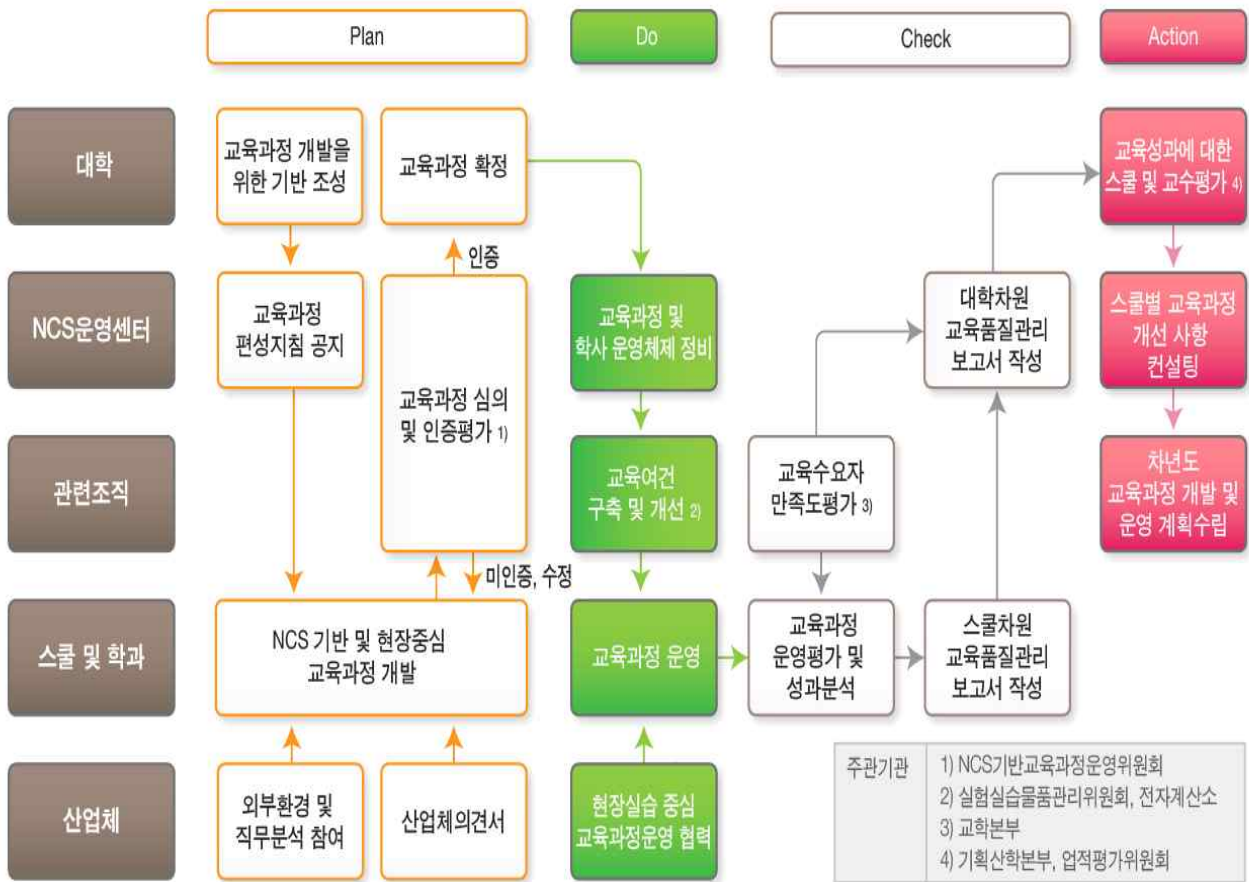 Plan
Do
Check
Action
대학
교육과정 개발을
위한 기반 조성
교육과정 확정
교육성과에 대한
스쿨 및 교수평가 4)
인증
NCS운영센터
교육과정
편성지침 공지
교육과정 심의
및 인증평가 1)
교육과정 및
학사 운영체제 정비
대학차원
교육품질관리
보고서 작성
스쿨별 교육과정
개선 사항
컨설팅
관련조직
교육여건
구축 및 개선 2)
교육수요자
만족도평가 3)
차년도
교육과정 개발 및
운영 계획수립
미인증, 수정
스쿨 및 학과
NCS 기반 및 현장중심
교육과정 개발
교육과정 운영
교육과정
운영평가 및
성과분석
스쿨차원
교육품질관리
보고서 작성
산업체
외부환경 및
직무분석 참여
산업체의견서
현장실습 중심
교육과정운영 협력
주관기관
1) NCS기반교육과정운영위원회
2) 실험실습물품관리위원회, 전자계산소
3) 교학본부
4) 기획산학본부, 업적평가위원회